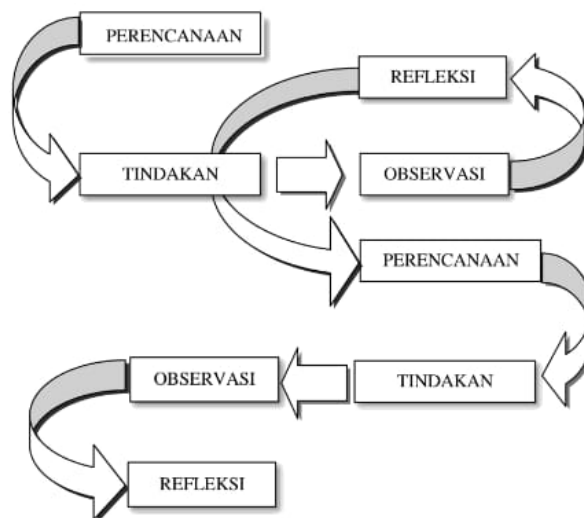 PERENCANAAN
REFLEKSI
TINDAKAN
OBSERVASI
PERENCANAAN
OBSERVASI
TINDAKAN
REFLEKSI